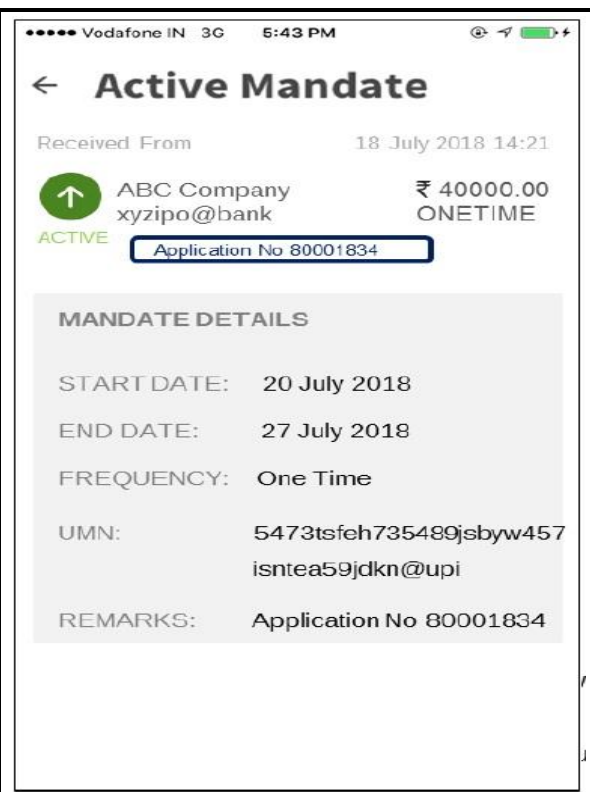 Vodafone IN 3G 5:43 PM
← Active Mandate
Received From 18 July 2018 14:21
ABC Company ₹ 40000.00
xyzipo@bank ONETIME
ACTIVE
Application No 80001834
MANDATE DETAILS
START DATE: 20 July 2018
END DATE: 27 July 2018
FREQUENCY: One Time
UMN: 5473tsfeh735489jsbyw457
isntea59jdkn@upi
REMARKS: Application No 80001834